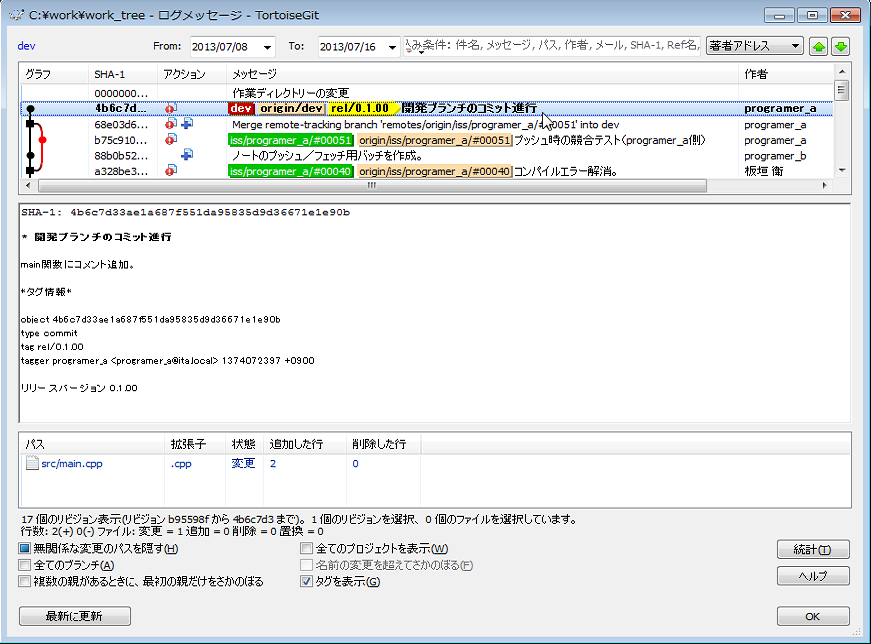 C:¥work¥work_tree - ログメッセージ - TortoiseGit
dev From: 2013/07/08 To: 2013/07/16 み条件: 件名, メッセージ, パス, 作者, メール, SHA-1, Ref名, 著者アドレス
グラフ SHA-1 アクション メッセージ 作者
0000000... 作業ディレクトリーの変更
4b6c7d... dev origin/dev rel/0.1.00 開発ブランチのコミット進行 programer_a
68e03d6... Merge remote-tracking branch 'remotes/origin/iss/programer_a/#00051' into dev programer_a
b75c910... iss/programer_a/#00051 origin/iss/programer_a/#00051 プッシュ時の競合テスト(programer_a側) programer_a
88b0b52... ノートのプッシュ／フェッチ用バッチを作成。 programer_b
a328be3... iss/programer_a/#00040 origin/iss/programer_a/#00040 コンパイルエラー解消。 板垣 衛
SHA-1: 4b6c7d33ae1a687f551da95835d9d36671e1e90b
* 開発ブランチのコミット進行
main関数にコメント追加。
*タグ情報*
object 4b6c7d33ae1a687f551da95835d9d36671e1e90b
type commit
tag rel/0.1.00
tagger programer_a <programer_a@ita.local> 1374072397 +0900
リリースバージョン 0.1.00
パス 拡張子 状態 追加した行 削除した行
src/main.cpp .cpp 変更 2 0
17 個のリビジョン表示(リビジョン b95598f から 4b6c7d3 まで)。 1 個のリビジョンを選択、0 個のファイルを選択しています。
行数: 2(+) 0(-) ファイル: 変更 = 1 追加 = 0 削除 = 0 置換 = 0
無関係な変更のパスを隠す(H) 全てのプロジェクトを表示(W) 統計(T)
全てのブランチ(A) 名前の変更を超えてさかのぼる(F)
複数の親があるときに、最初の親だけをさかのぼる タグを表示(G) ヘルプ
最新に更新 OK